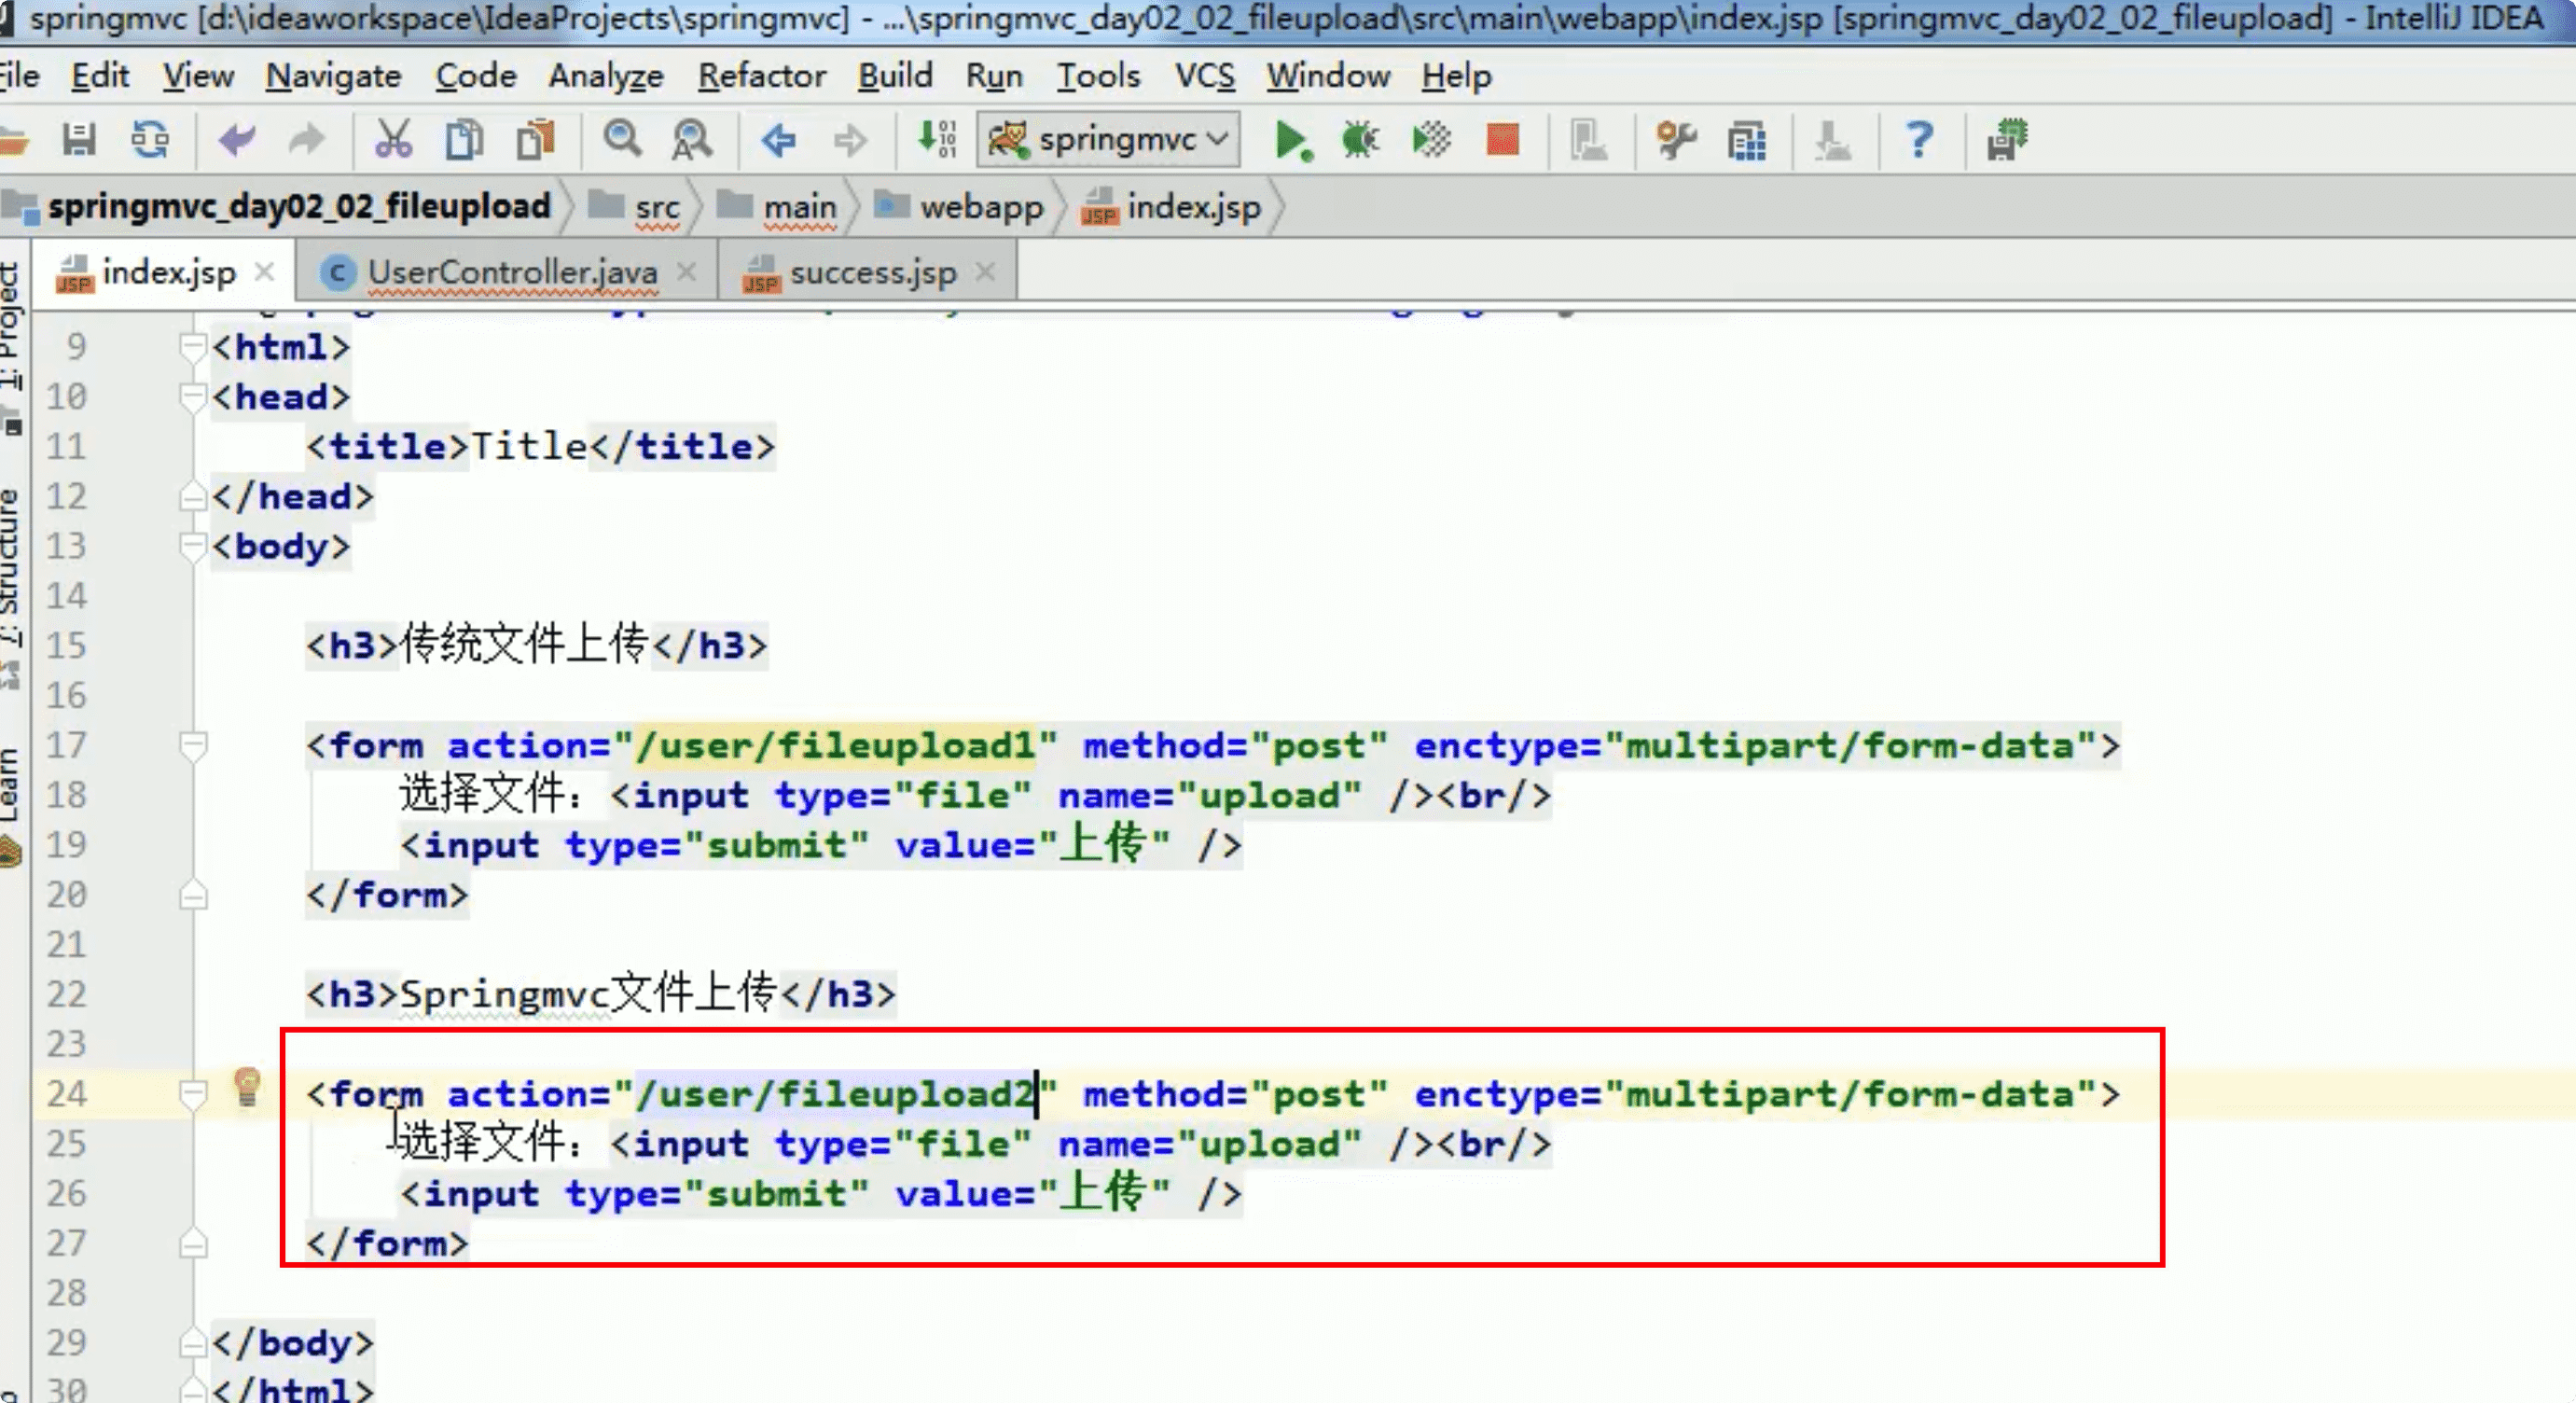 springmvc [d:\ideaworkspace\IdeaProjects\springmvc] - ...\springmvc_day02_02_fileupload\src\main\webapp\index.jsp [springmvc_day02_02_fileupload] - IntelliJ IDEA
File Edit View Navigate Code Analyze Refactor Build Run Tools VCS Window Help
springmvc
springmvc_day02_02_fileupload src main webapp index.jsp
index.jsp UserController.java success.jsp
1: Project
7: Structure
Learn
9 <html>
10 <head>
11 <title>Title</title>
12 </head>
13 <body>
14
15 <h3>传统文件上传</h3>
16
17 <form action="/user/fileupload1" method="post" enctype="multipart/form-data">
18 选择文件：<input type="file" name="upload" /><br/>
19 <input type="submit" value="上传" />
20 </form>
21
22 <h3>Springmvc文件上传</h3>
23
24 <form action="/user/fileupload2" method="post" enctype="multipart/form-data">
25 选择文件：<input type="file" name="upload" /><br/>
26 <input type="submit" value="上传" />
27 </form>
28
29 </body>
30 </html>